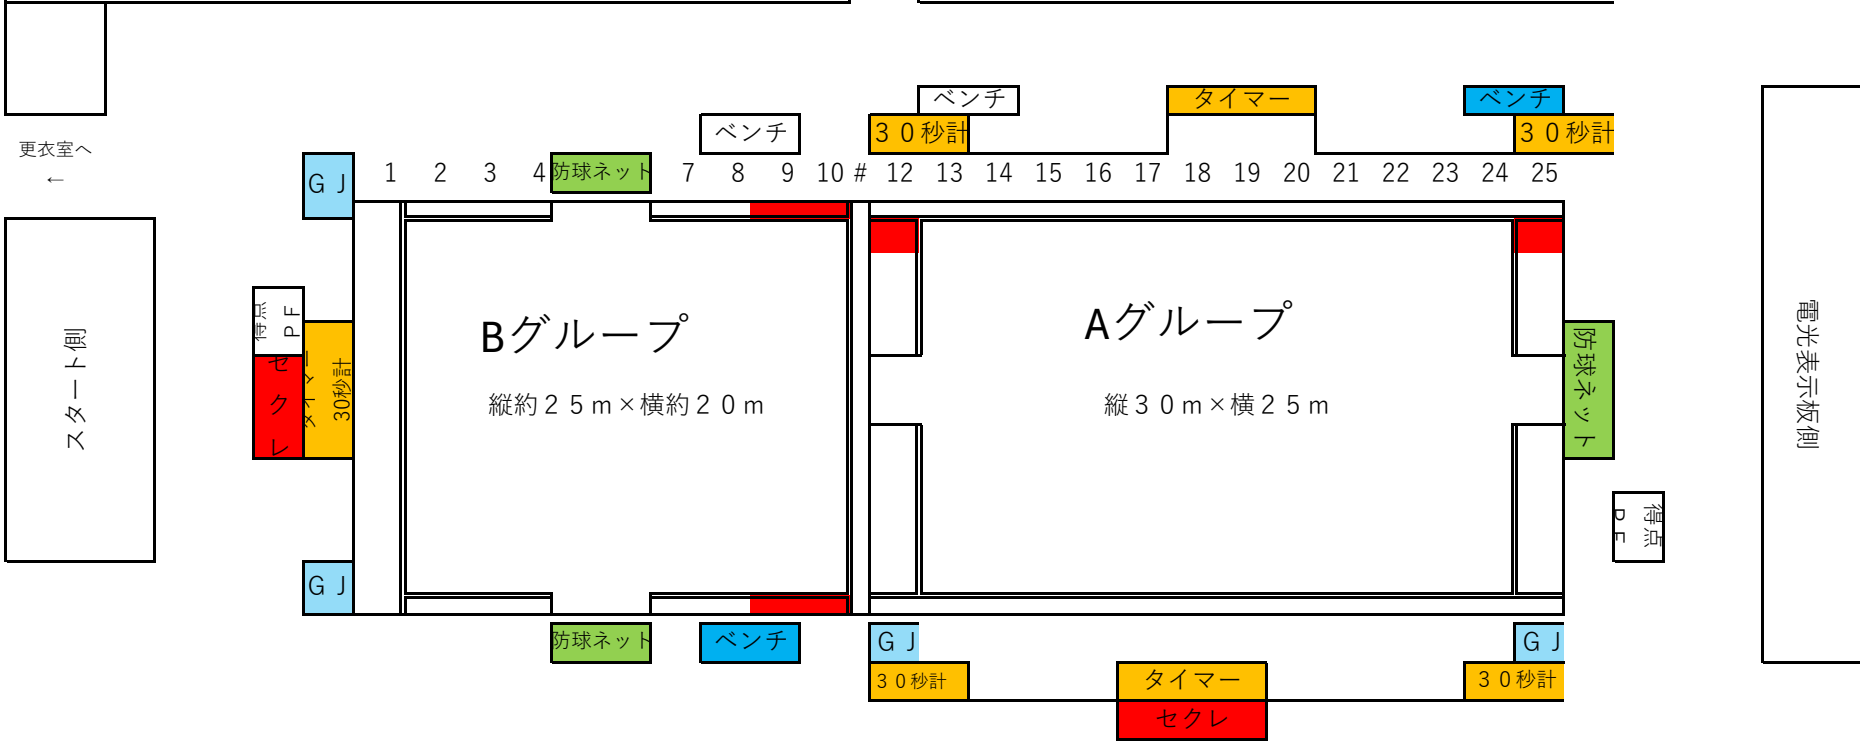 ベンチ タイマー ベンチ
ベンチ ３０秒計 ３０秒計
更衣室へ
←
ＧＪ 1 2 3 4 防球ネット 7 8 9 10 # 12 13 14 15 16 17 18 19 20 21 22 23 24 25
得点
ＰＦ
セクレ
30秒計
スタート側
Bグループ
縦約２５ｍ×横約２０ｍ
Aグループ
縦３０ｍ×横２５ｍ
防球ネット
電光表示板側
得点
ＰＦ
ＧＪ
防球ネット ベンチ ＧＪ ＧＪ
３０秒計 タイマー ３０秒計
セクレ